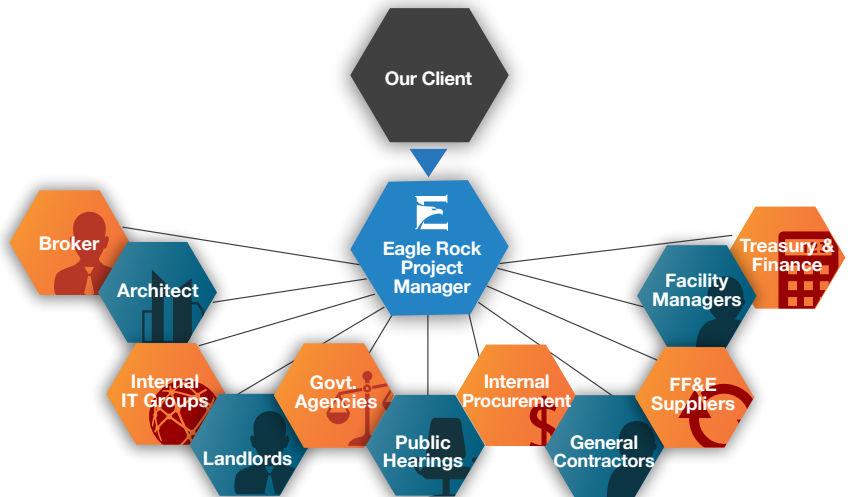 Our Client
Eagle Rock
Project
Manager
Broker
Architect
Internal
IT Groups
Landlords
Govt.
Agencies
Public
Hearings
Internal
Procurement
General
Contractors
FF&E
Suppliers
Facility
Managers
Treasury &
Finance